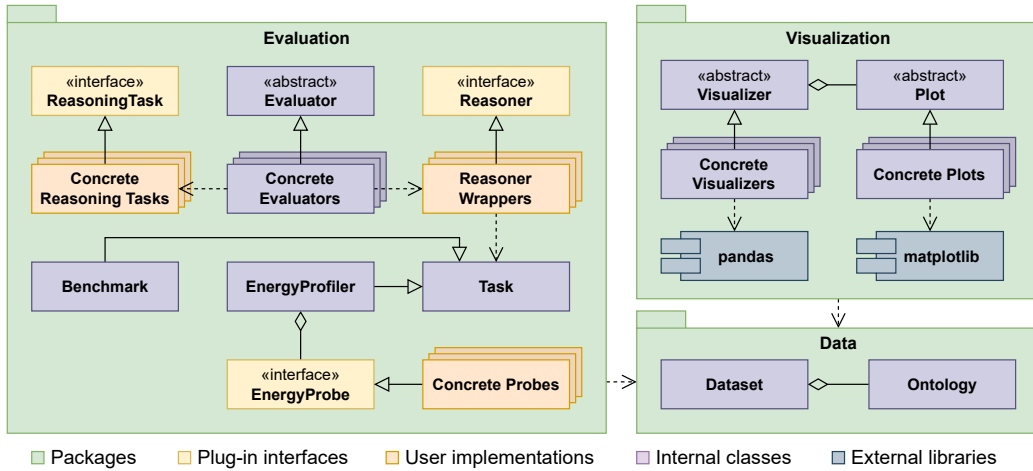 Evaluation
«interface»
ReasoningTask
«abstract»
Evaluator
«interface»
Reasoner
Concrete
Reasoning Tasks
Concrete
Evaluators
Reasoner
Wrappers
Benchmark
EnergyProfiler
Task
«interface»
EnergyProbe
Concrete Probes
Visualization
«abstract»
Visualizer
«abstract»
Plot
Concrete
Visualizers
Concrete Plots
pandas
matplotlib
Data
Dataset
Ontology
Packages
Plug-in interfaces
User implementations
Internal classes
External libraries